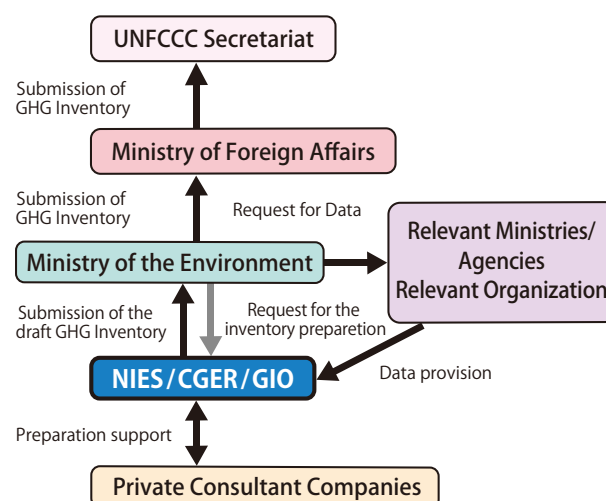 UNFCCC Secretariat
Submission of
GHG Inventory
Ministry of Foreign Affairs
Submission of
GHG Inventory
Request for Data
Relevant Ministries/
Agencies
Relevant Organization
Ministry of the Environment
Submission of the
draft GHG Inventory
Request for the
inventory preparetion
NIES / CGER / GIO
Data provision
Preparation support
Private Consultant Companies